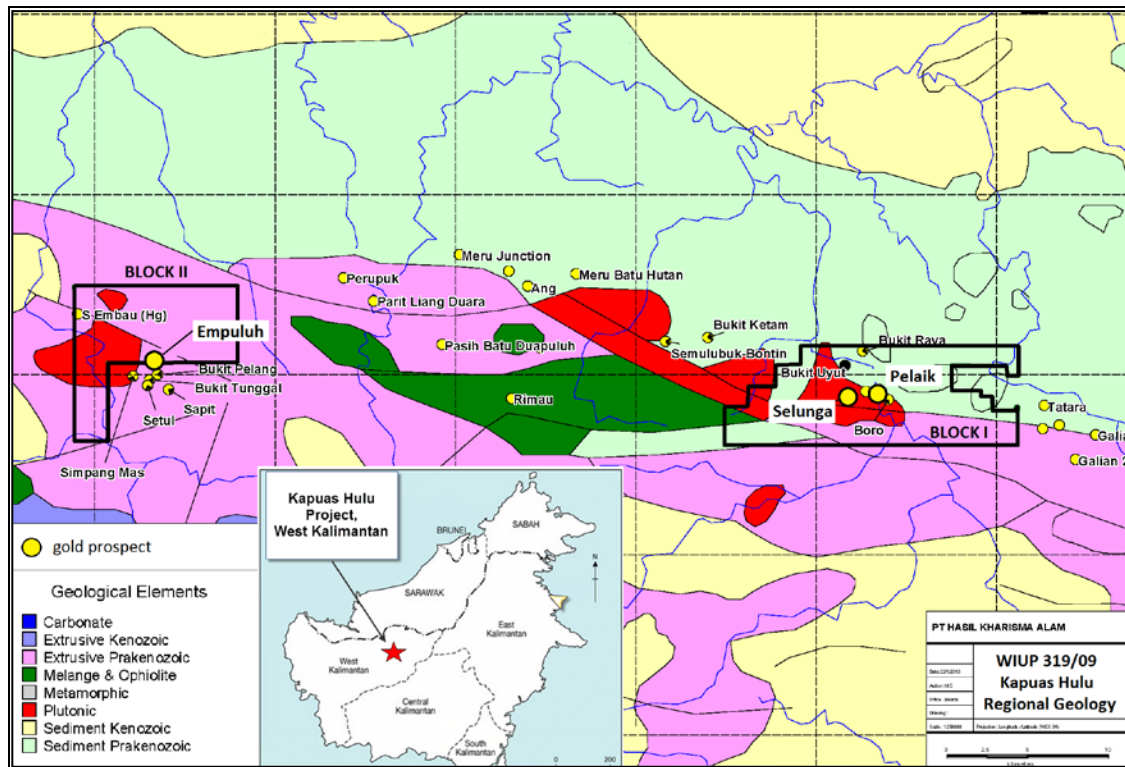 Meru Junction
Meru Batu Hutan
Ang
BLOCK II
Perupuk
Parit Liang Duara
S Embau (Hg)
Empuluh
Pasih Batu Duapuluh
Bukit Ketam
Semulubuk-Bontin
Bukit Raya
Bukit Uyut
Pelaik
Bukit Pelang
Bukit Tunggal
Sapit
Setul
Simpang Mas
Rimau
Selunga
Boro
BLOCK I
Tatara
Galia
Galian 2
Kapuas Hulu
Project,
West Kalimantan
BRUNEI
SABAH
SARAWAK
N
East
Kalimantan
West
Kalimantan
Central
Kalimantan
South
Kalimantan
0
200
gold prospect
Geological Elements
Carbonate
Extrusive Kenozoic
Extrusive Prakenozoic
Melange & Ophiolite
Metamorphic
Plutonic
Sediment Kenozoic
Sediment Prakenozoic
PT HASIL KHARISMA ALAM
WIUP 319/09
Kapuas Hulu
Regional Geology
0 2.5 5 10